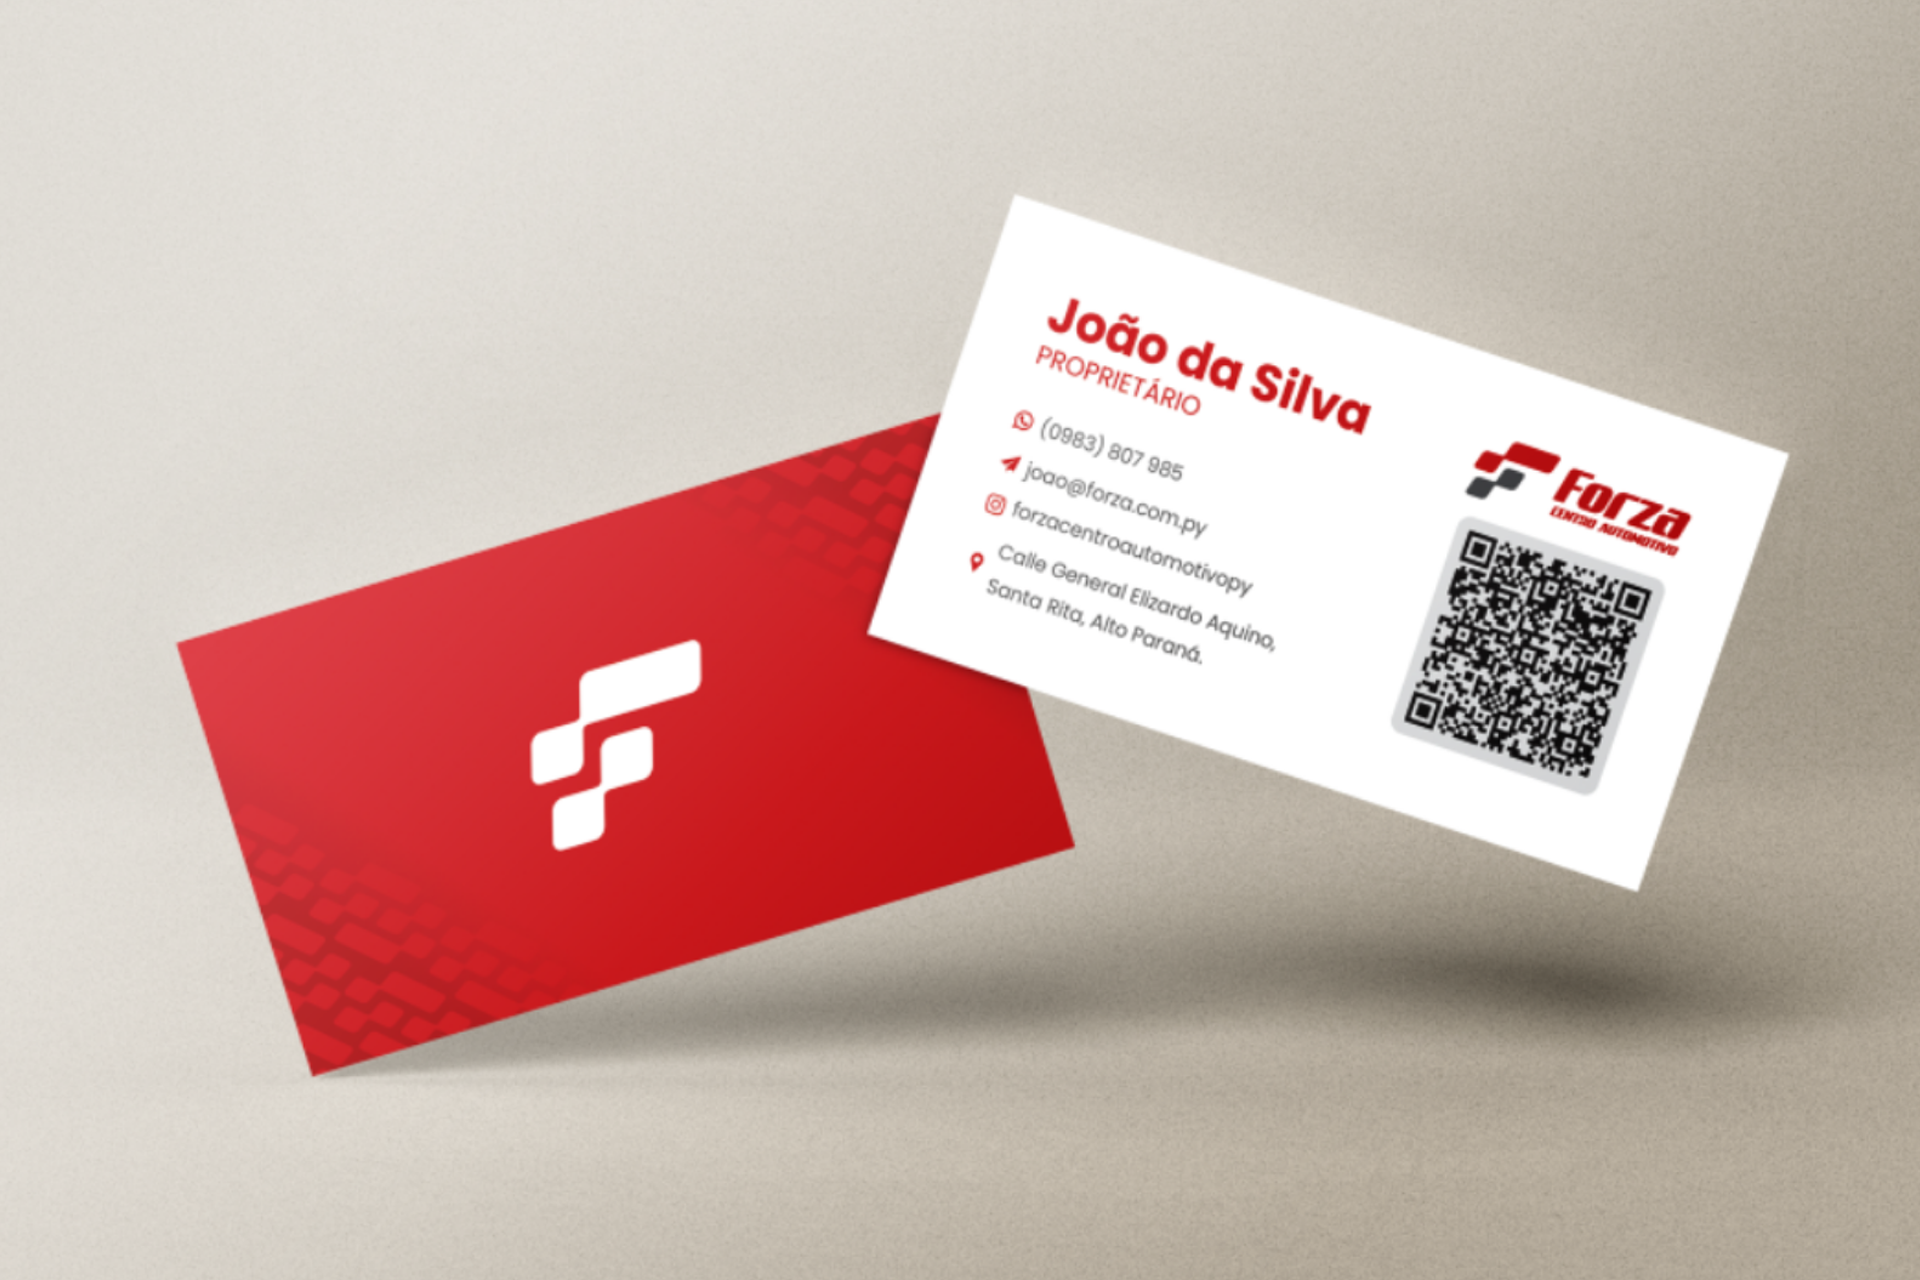 João da Silva
PROPRIETÁRIO
(0983) 807 985
joao@forza.com.py
forzacentroautomotivopy
Calle General Elizardo Aquino,
Santa Rita, Alto Paraná.
Forza
CENTRO AUTOMOTIVO